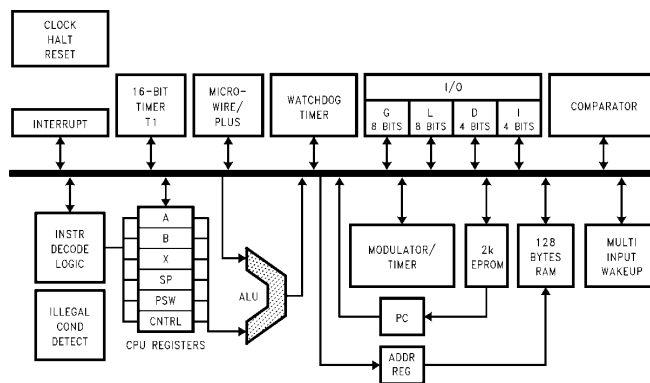 CLOCK
HALT
RESET
INTERRUPT
16-BIT
TIMER
T1
MICRO-
WIRE/
PLUS
WATCHDOG
TIMER
I/O
G
8 BITS
L
8 BITS
D
4 BITS
I
4 BITS
COMPARATOR
INSTR
DECODE
LOGIC
A
B
X
SP
PSW
CNTRL
CPU REGISTERS
ALU
MODULATOR/
TIMER
2k
EPROM
128
BYTES
RAM
MULTI
INPUT
WAKEUP
ILLEGAL
COND
DETECT
PC
ADDR
REG